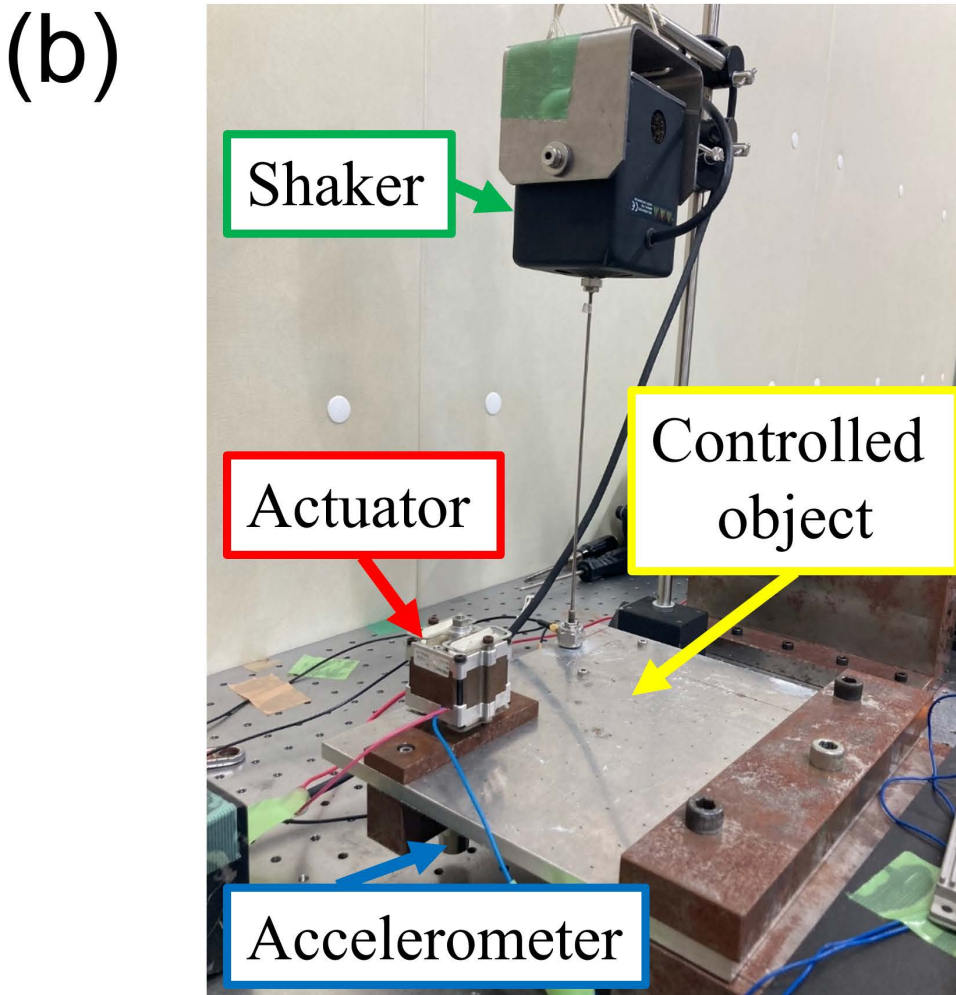 (b)
Shaker
Controlled
object
Actuator
Accelerometer